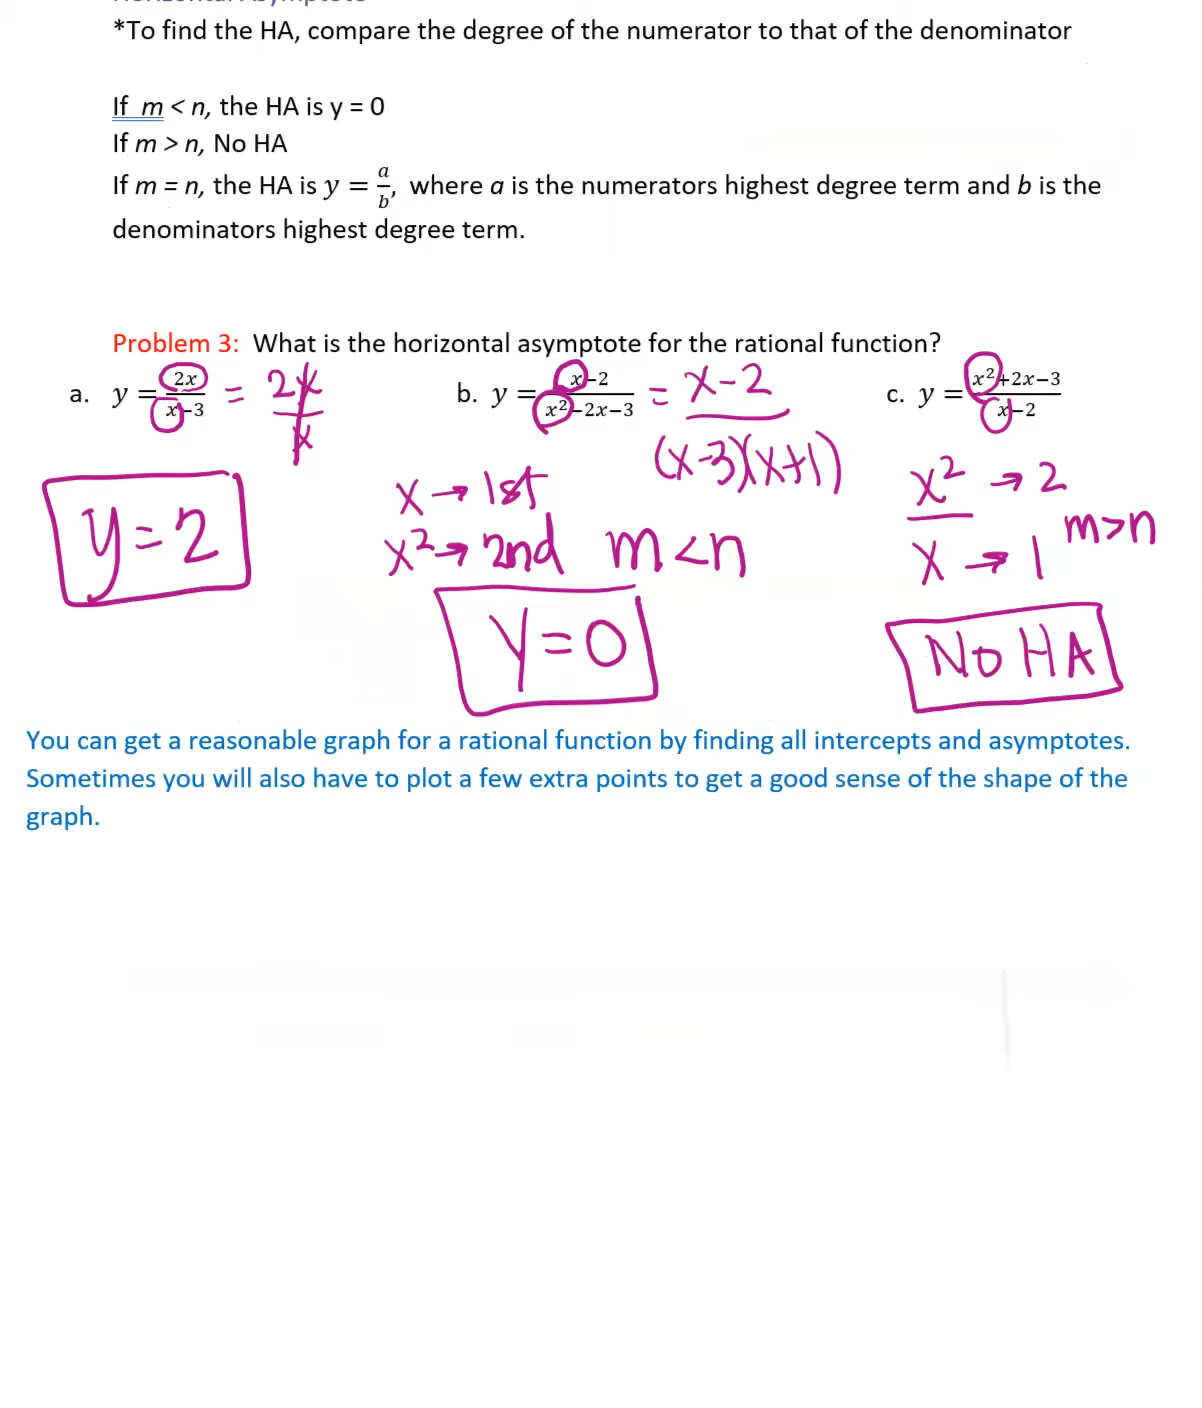 *To find the HA, compare the degree of the numerator to that of the denominator
If m < n, the HA is y = 0
If m > n, No HA
If m = n, the HA is y = a/b, where a is the numerators highest degree term and b is the
denominators highest degree term.
Problem 3: What is the horizontal asymptote for the rational function?
a. y = 2x/x−3 = 2x/x
b. y = x−2/x²−2x−3 = x-2/(x-3)(x+1)
c. y = x²+2x−3/x−2
y=2
x → 1st
x² → 2nd m<n
y=0
x² → 2
x → 1 m>n
No HA
You can get a reasonable graph for a rational function by finding all intercepts and asymptotes.
Sometimes you will also have to plot a few extra points to get a good sense of the shape of the
graph.